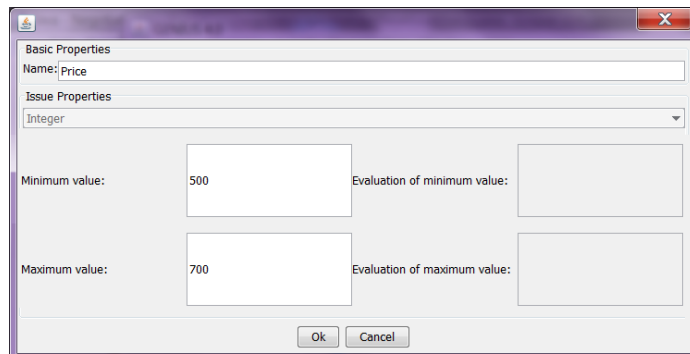 Basic Properties
Name: Price
Issue Properties
Integer
Minimum value: 500 Evaluation of minimum value:
Maximum value: 700 Evaluation of maximum value:
Ok Cancel